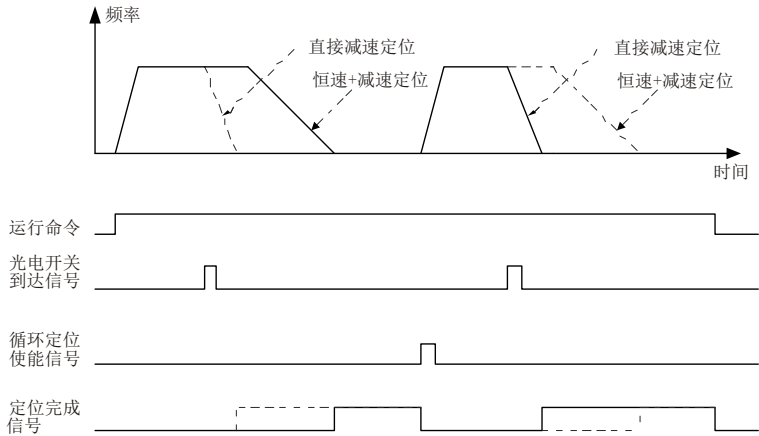 频率
直接减速定位
恒速+减速定位
直接减速定位
恒速+减速定位
时间
运行命令
光电开关
到达信号
循环定位
使能信号
定位完成
信号